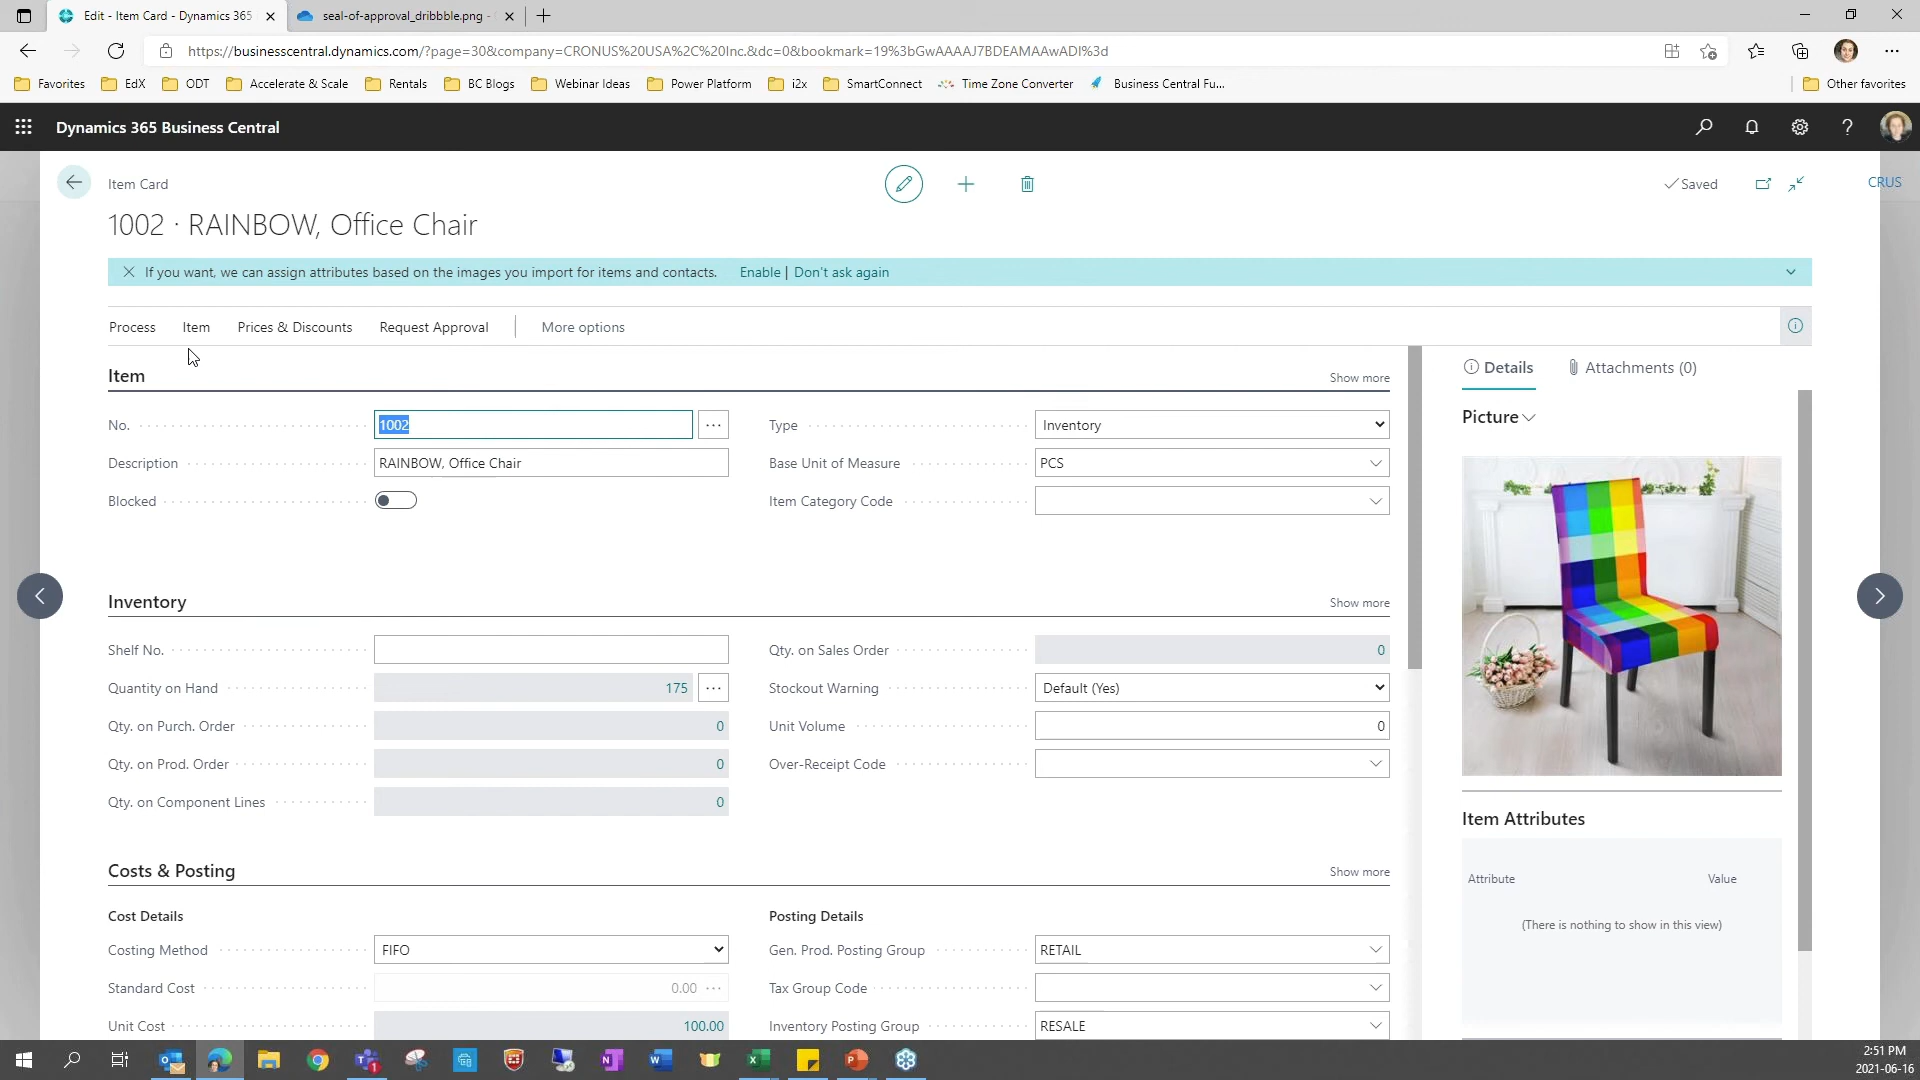 Edit - Item Card - Dynamics 365
seal-of-approval_dribbble.png -
https://businesscentral.dynamics.com/?page=30&company=CRONUS%20USA%2C%20Inc.&dc=0&bookmark=19%3bGwAAAAJ7BDEAMAAwADI%3d
Favorites EdX ODT Accelerate & Scale Rentals BC Blogs Webinar Ideas Power Platform i2x SmartConnect Time Zone Converter Business Central Fu... Other favorites
Dynamics 365 Business Central
Item Card
Saved
CRUS
1002 · RAINBOW, Office Chair
If you want, we can assign attributes based on the images you import for items and contacts. Enable | Don't ask again
Process Item Prices & Discounts Request Approval More options
Item Show more
Details Attachments (0)
Picture
No. 1002 Type Inventory
Description RAINBOW, Office Chair Base Unit of Measure PCS
Blocked Item Category Code
Inventory Show more
Shelf No. Qty. on Sales Order 0
Quantity on Hand 175 Stockout Warning Default (Yes)
Qty. on Purch. Order 0 Unit Volume 0
Qty. on Prod. Order 0 Over-Receipt Code
Qty. on Component Lines 0
Item Attributes
Attribute Value
(There is nothing to show in this view)
Costs & Posting Show more
Cost Details Posting Details
Costing Method FIFO Gen. Prod. Posting Group RETAIL
Standard Cost 0.00 Tax Group Code
Unit Cost 100.00 Inventory Posting Group RESALE
2:51 PM
2021-06-16